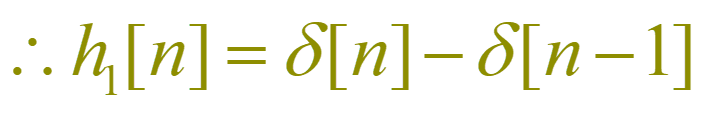 ∴ h₁[n] = δ[n] − δ[n − 1]